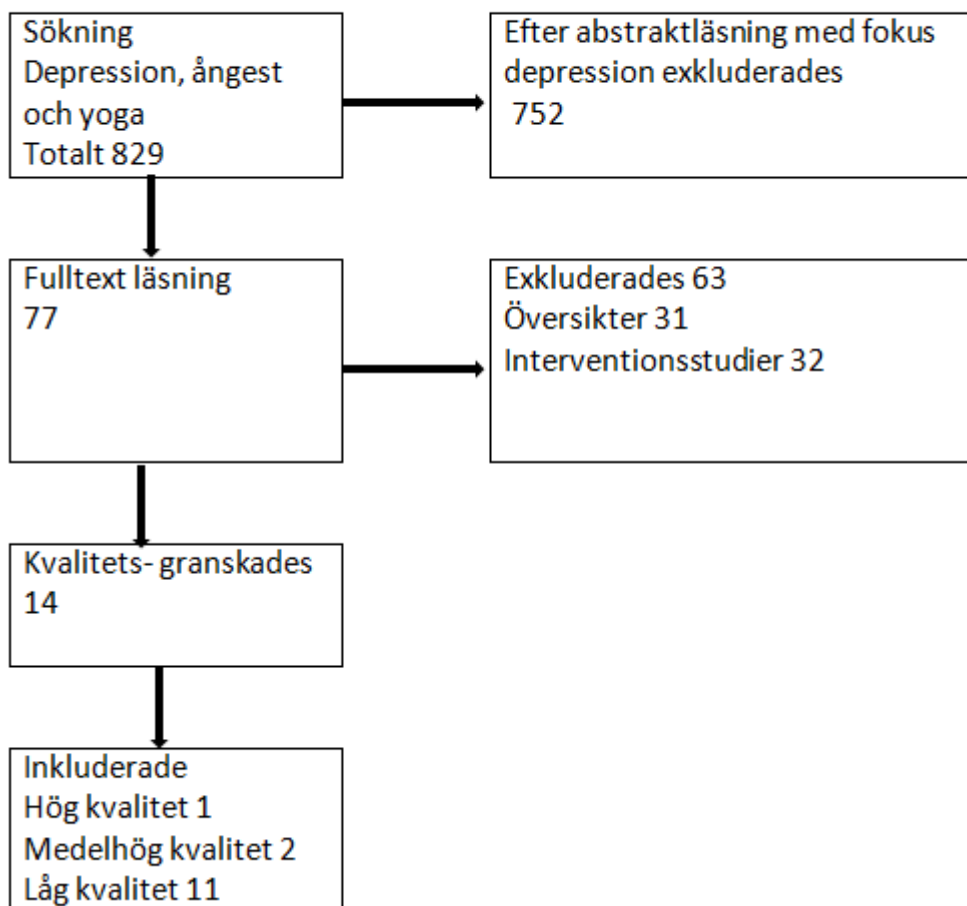 Sökning
Depression, ångest
och yoga
Totalt 829
Efter abstraktläsning med fokus
depression exkluderades
752
Fulltext läsning
77
Exkluderades 63
Översikter 31
Interventionsstudier 32
Kvalitets- granskades
14
Inkluderade
Hög kvalitet 1
Medelhög kvalitet 2
Låg kvalitet 11